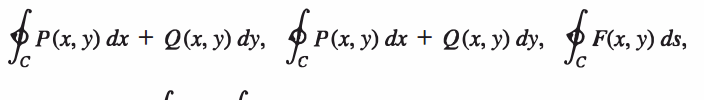 ∮_C P(x, y) dx + Q(x, y) dy, ∮_C P(x, y) dx + Q(x, y) dy, ∮_C F(x, y) ds,